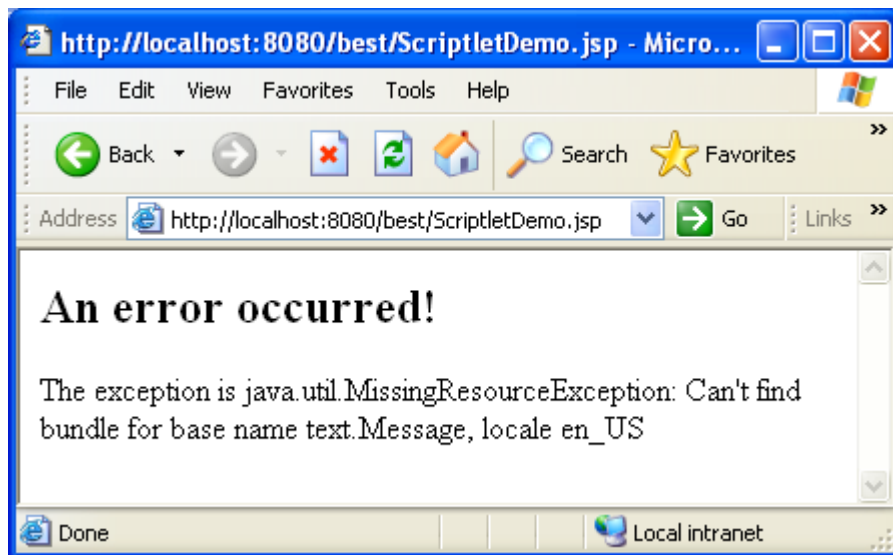 http://localhost:8080/best/ScriptletDemo.jsp - Micro...
File Edit View Favorites Tools Help
Back Search Favorites »
Address http://localhost:8080/best/ScriptletDemo.jsp Go Links »
An error occurred!
The exception is java.util.MissingResourceException: Can't find
bundle for base name text.Message, locale en_US
Done Local intranet